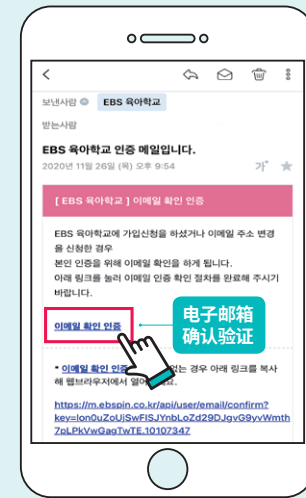 보낸사람 EBS 육아학교
받는사람
EBS 육아학교 인증 메일입니다.
2020년 11월 26일 (목) 오후 9:54 가
[ EBS 육아학교 ] 이메일 확인 인증
EBS 육아학교에 가입신청을 하셨거나 이메일 주소 변경
을 신청한 경우
본인 인증을 위해 이메일 확인을 하게 됩니다.
아래 링크를 눌러 이메일 인증 확인 절차를 완료해 주시기
바랍니다.
이메일 확인 인증
电子邮箱
确认验证
* 이메일 확인 인증 없는 경우 아래 링크를 복사
해 웹브라우저에서 열어
https://m.ebspin.co.kr/api/user/email/confirm?
key=Ion0uZoUjSwFISJYnbLoZd29DJgvG9yvWmth
7pLPkVwGagTwTE.10107347